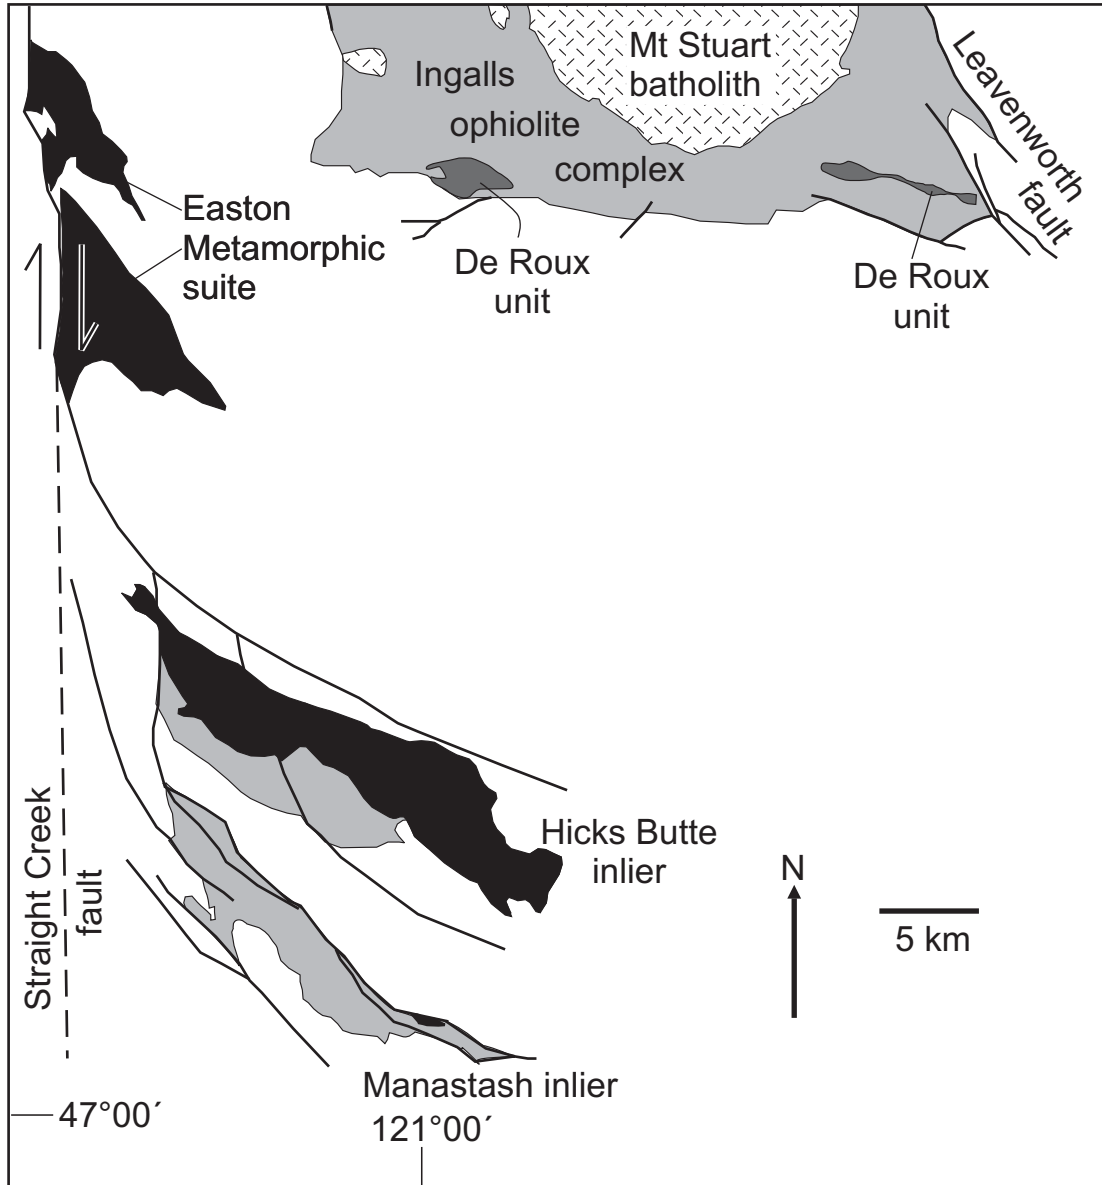 Mt Stuart
batholith
Ingalls
ophiolite
complex
Leavenworth
fault
Easton
Metamorphic
suite
De Roux
unit
De Roux
unit
Hicks Butte
inlier
N
5 km
Straight Creek
fault
Manastash inlier
47°00´
121°00´